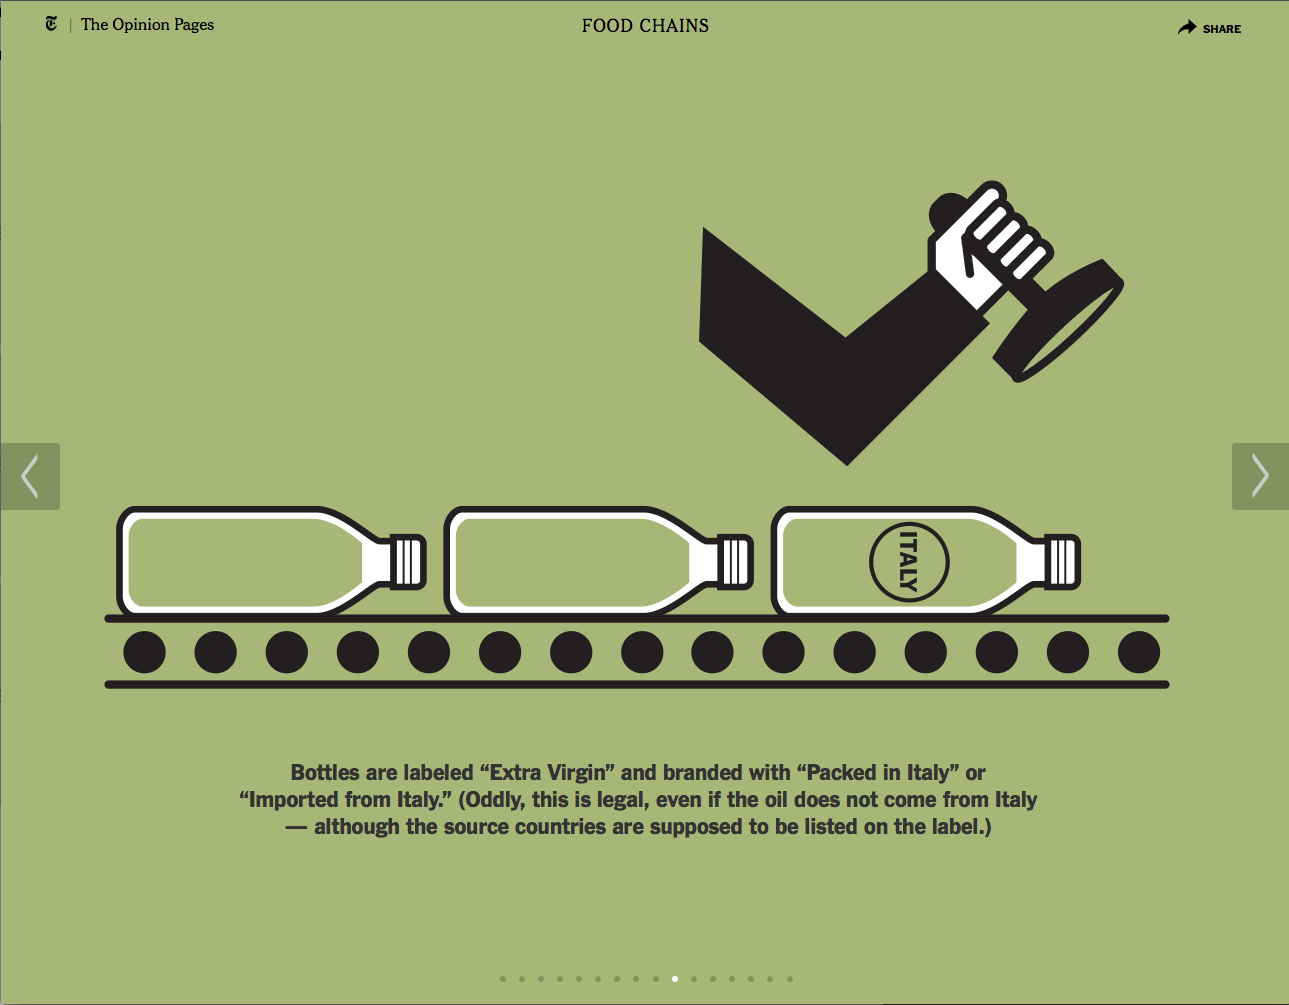 T | The Opinion Pages
FOOD CHAINS
SHARE
ITALY
Bottles are labeled “Extra Virgin” and branded with “Packed in Italy” or
“Imported from Italy.” (Oddly, this is legal, even if the oil does not come from Italy
— although the source countries are supposed to be listed on the label.)